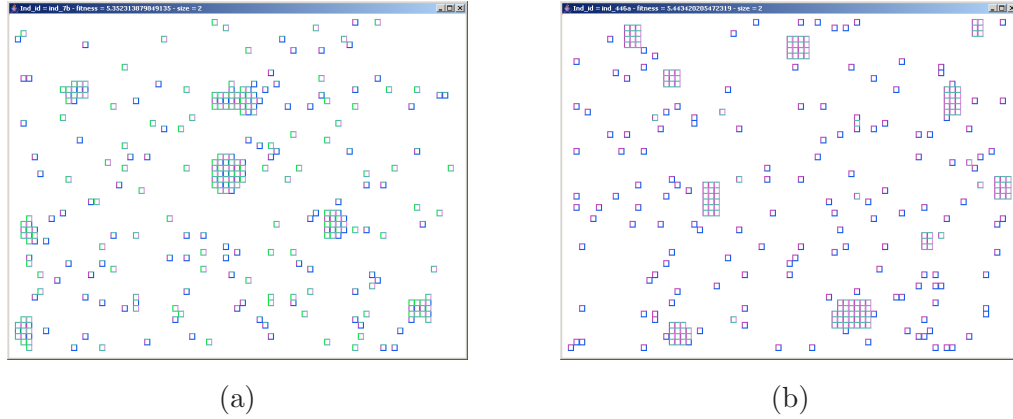 Ind_id = ind_7b - fitness = 5.352313879849135 - size = 2
Ind_id = ind_446a - fitness = 5.443420205472319 - size = 2
(a)
(b)